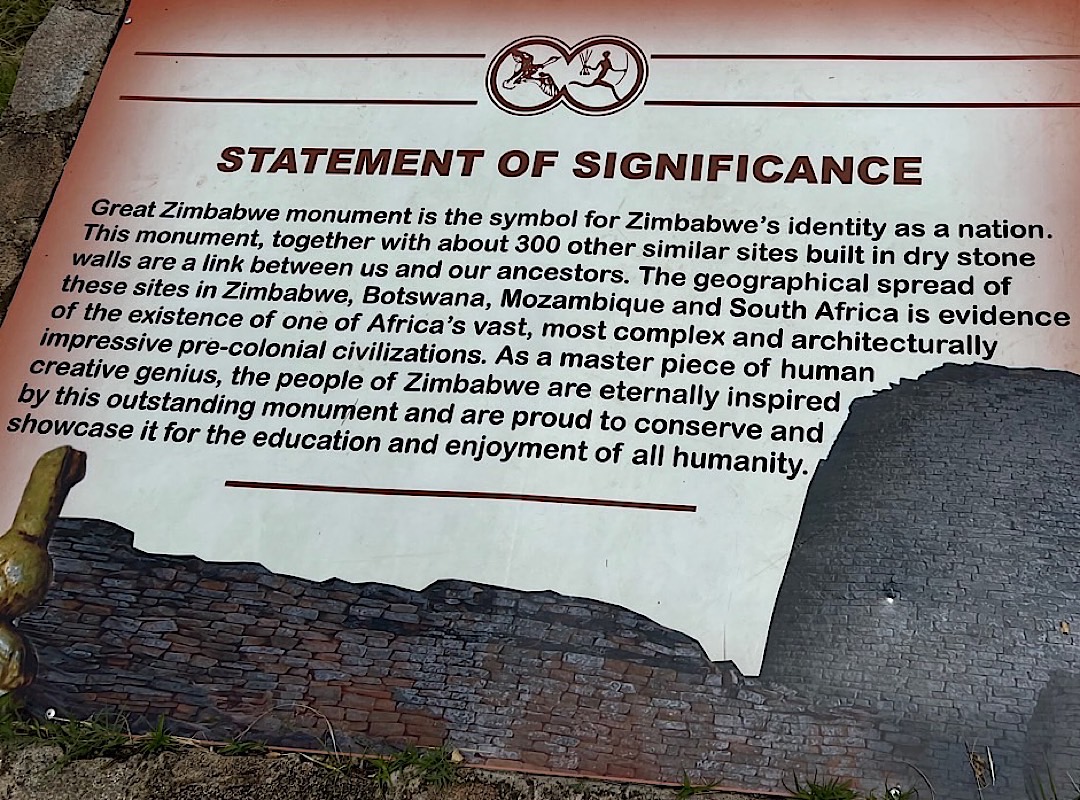 STATEMENT OF SIGNIFICANCE
Great Zimbabwe monument is the symbol for Zimbabwe's identity as a nation.
This monument, together with about 300 other similar sites built in dry stone
walls are a link between us and our ancestors. The geographical spread of
these sites in Zimbabwe, Botswana, Mozambique and South Africa is evidence
of the existence of one of Africa's vast, most complex and architecturally
impressive pre-colonial civilizations. As a master piece of human
creative genius, the people of Zimbabwe are eternally inspired
by this outstanding monument and are proud to conserve and
showcase it for the education and enjoyment of all humanity.